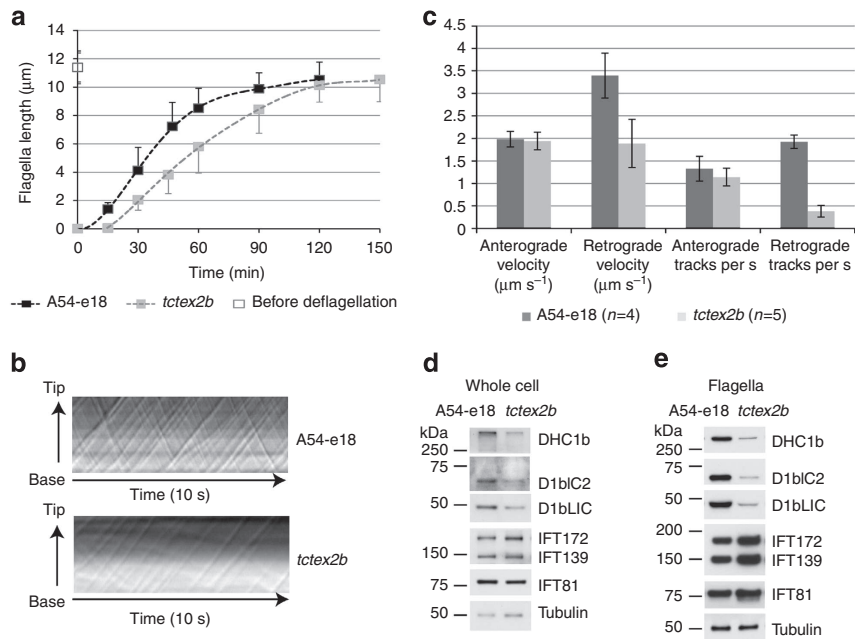 a
14
12
10
8
6
4
2
0
Flagella length (μm)
0 30 60 90 120 150
Time (min)
A54-e18 tctex2b Before deflagellation
b
Tip
Base
Time (10 s)
A54-e18
Tip
Base
Time (10 s)
tctex2b
c
4.5
4
3.5
3
2.5
2
1.5
1
0.5
0
Anterograde Retrograde Anterograde Retrograde
velocity velocity tracks per s tracks per s
(μm s–1) (μm s–1)
A54-e18 (n=4) tctex2b (n=5)
d
Whole cell
A54-e18 tctex2b
kDa
250
DHC1b
75
D1bIC2
50
D1bLIC
IFT172
150
IFT139
75
IFT81
50
Tubulin
e
Flagella
A54-e18 tctex2b
kDa
250
DHC1b
75
D1bIC2
50
D1bLIC
200
IFT172
150
IFT139
75
IFT81
50
Tubulin